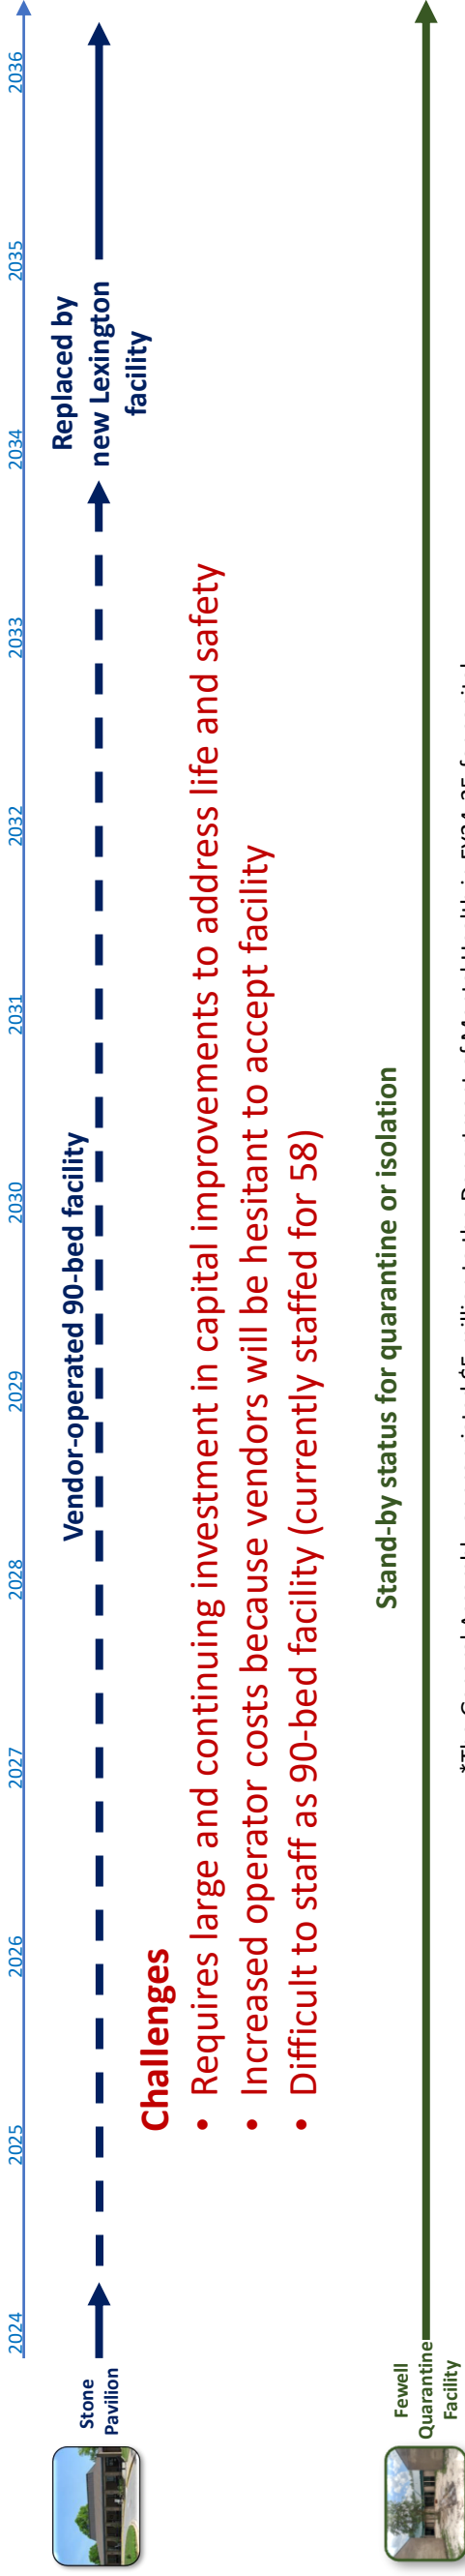 2024 2025 2026 2027 2028 2029 2030 2031 2032 2033 2034 2035 2036
Stone
Pavilion
Vendor-operated 90-bed facility
Replaced by
new Lexington
facility
Challenges
• Requires large and continuing investment in capital improvements to address life and safety
• Increased operator costs because vendors will be hesitant to accept facility
• Difficult to staff as 90-bed facility (currently staffed for 58)
Fewell
Quarantine
Facility
Stand-by status for quarantine or isolation